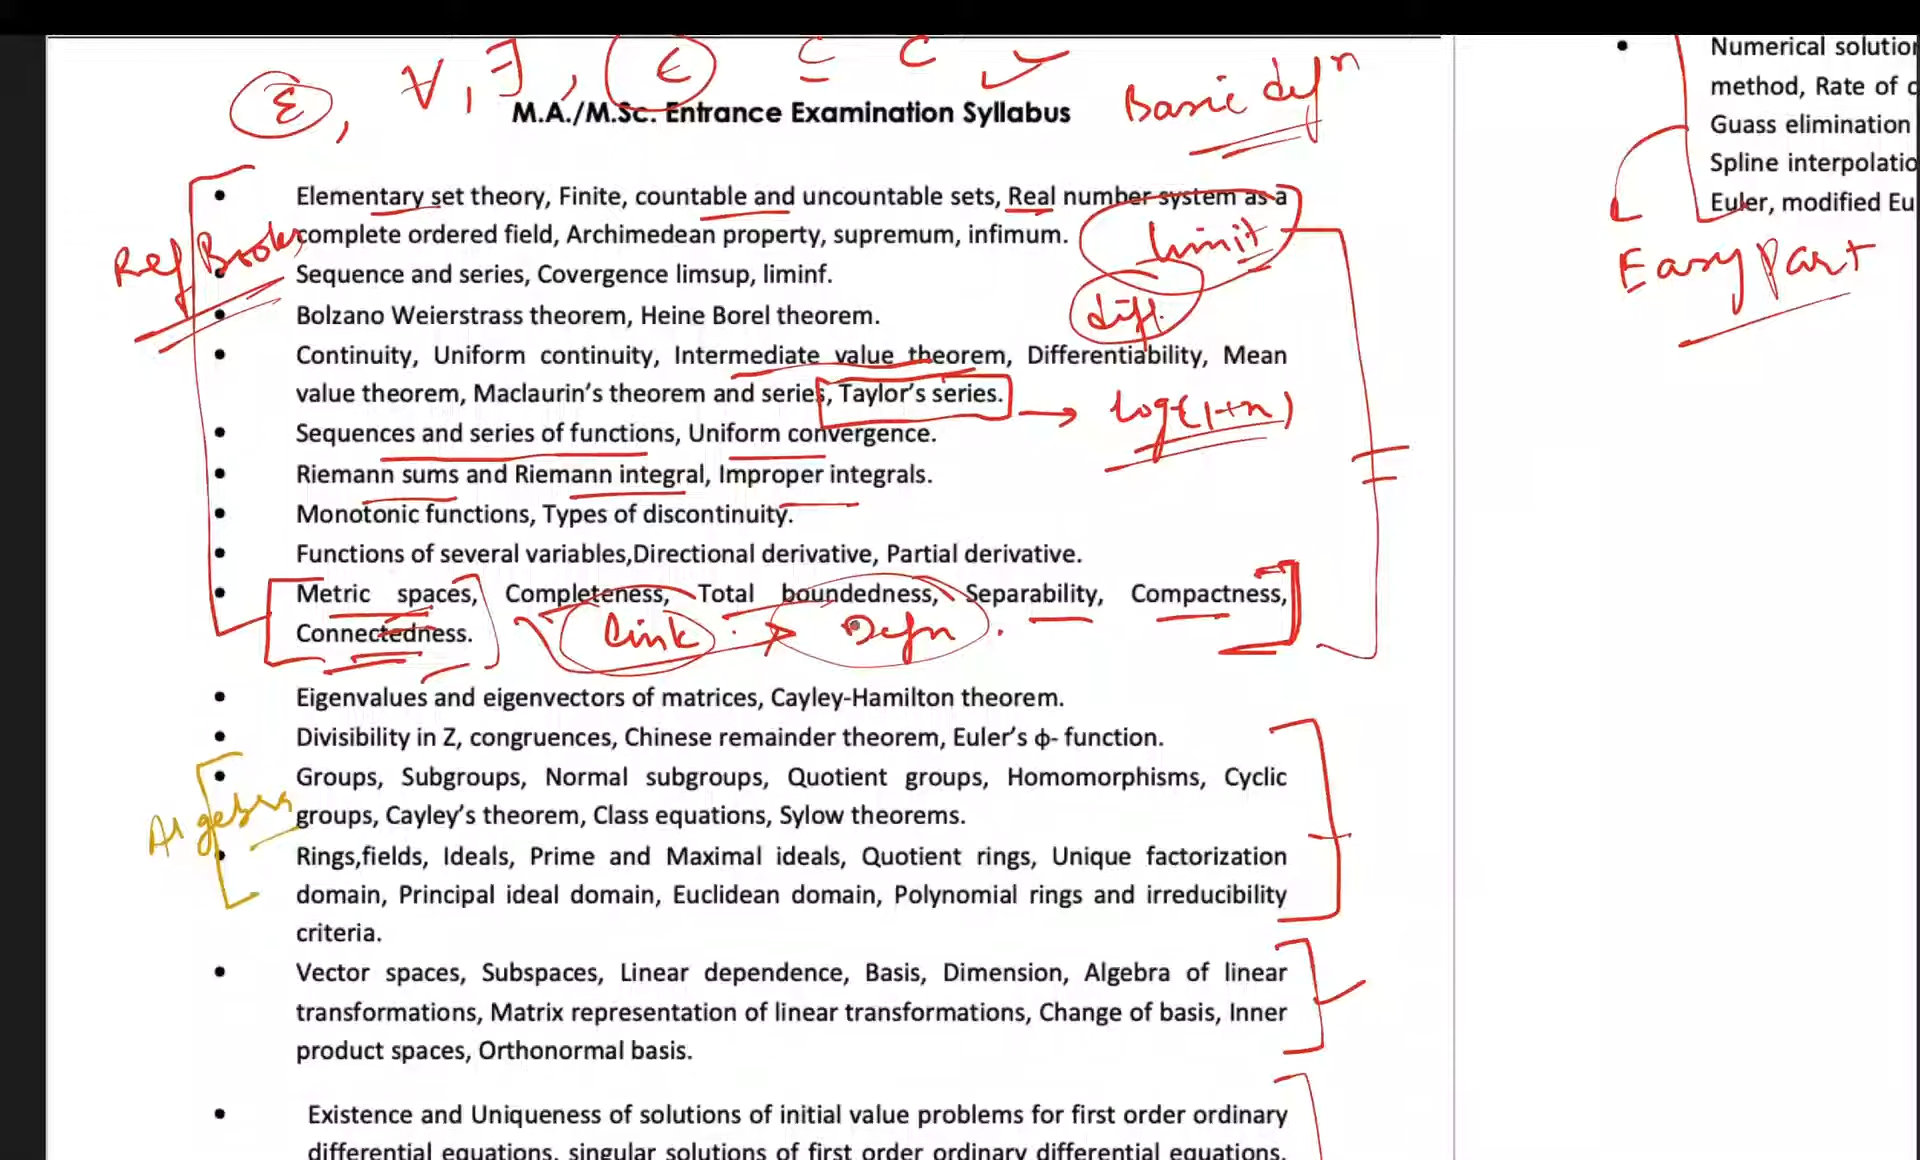 ε, ∀, ∃, ∈ ⊆ ⊂
Basic defn
M.A./M.Sc. Entrance Examination Syllabus
• Elementary set theory, Finite, countable and uncountable sets, Real number system as a
complete ordered field, Archimedean property, supremum, infimum.
limit
Ref Books
• Sequence and series, Covergence limsup, liminf.
• Bolzano Weierstrass theorem, Heine Borel theorem.
diff.
• Continuity, Uniform continuity, Intermediate value theorem, Differentiability, Mean
value theorem, Maclaurin's theorem and series, Taylor's series.
log(1+x)
• Sequences and series of functions, Uniform convergence.
• Riemann sums and Riemann integral, Improper integrals.
• Monotonic functions, Types of discontinuity.
• Functions of several variables,Directional derivative, Partial derivative.
• Metric spaces, Completeness, Total boundedness, Separability, Compactness,
Connectedness.
Link → Defn
• Eigenvalues and eigenvectors of matrices, Cayley-Hamilton theorem.
• Divisibility in Z, congruences, Chinese remainder theorem, Euler's ϕ- function.
• Groups, Subgroups, Normal subgroups, Quotient groups, Homomorphisms, Cyclic
groups, Cayley's theorem, Class equations, Sylow theorems.
Algebra
• Rings,fields, Ideals, Prime and Maximal ideals, Quotient rings, Unique factorization
domain, Principal ideal domain, Euclidean domain, Polynomial rings and irreducibility
criteria.
• Vector spaces, Subspaces, Linear dependence, Basis, Dimension, Algebra of linear
transformations, Matrix representation of linear transformations, Change of basis, Inner
product spaces, Orthonormal basis.
• Existence and Uniqueness of solutions of initial value problems for first order ordinary
differential equations, singular solutions of first order ordinary differential equations,
• Numerical solution
method, Rate of c
Guass elimination
Spline interpolatio
Euler, modified Eu
Easy Part